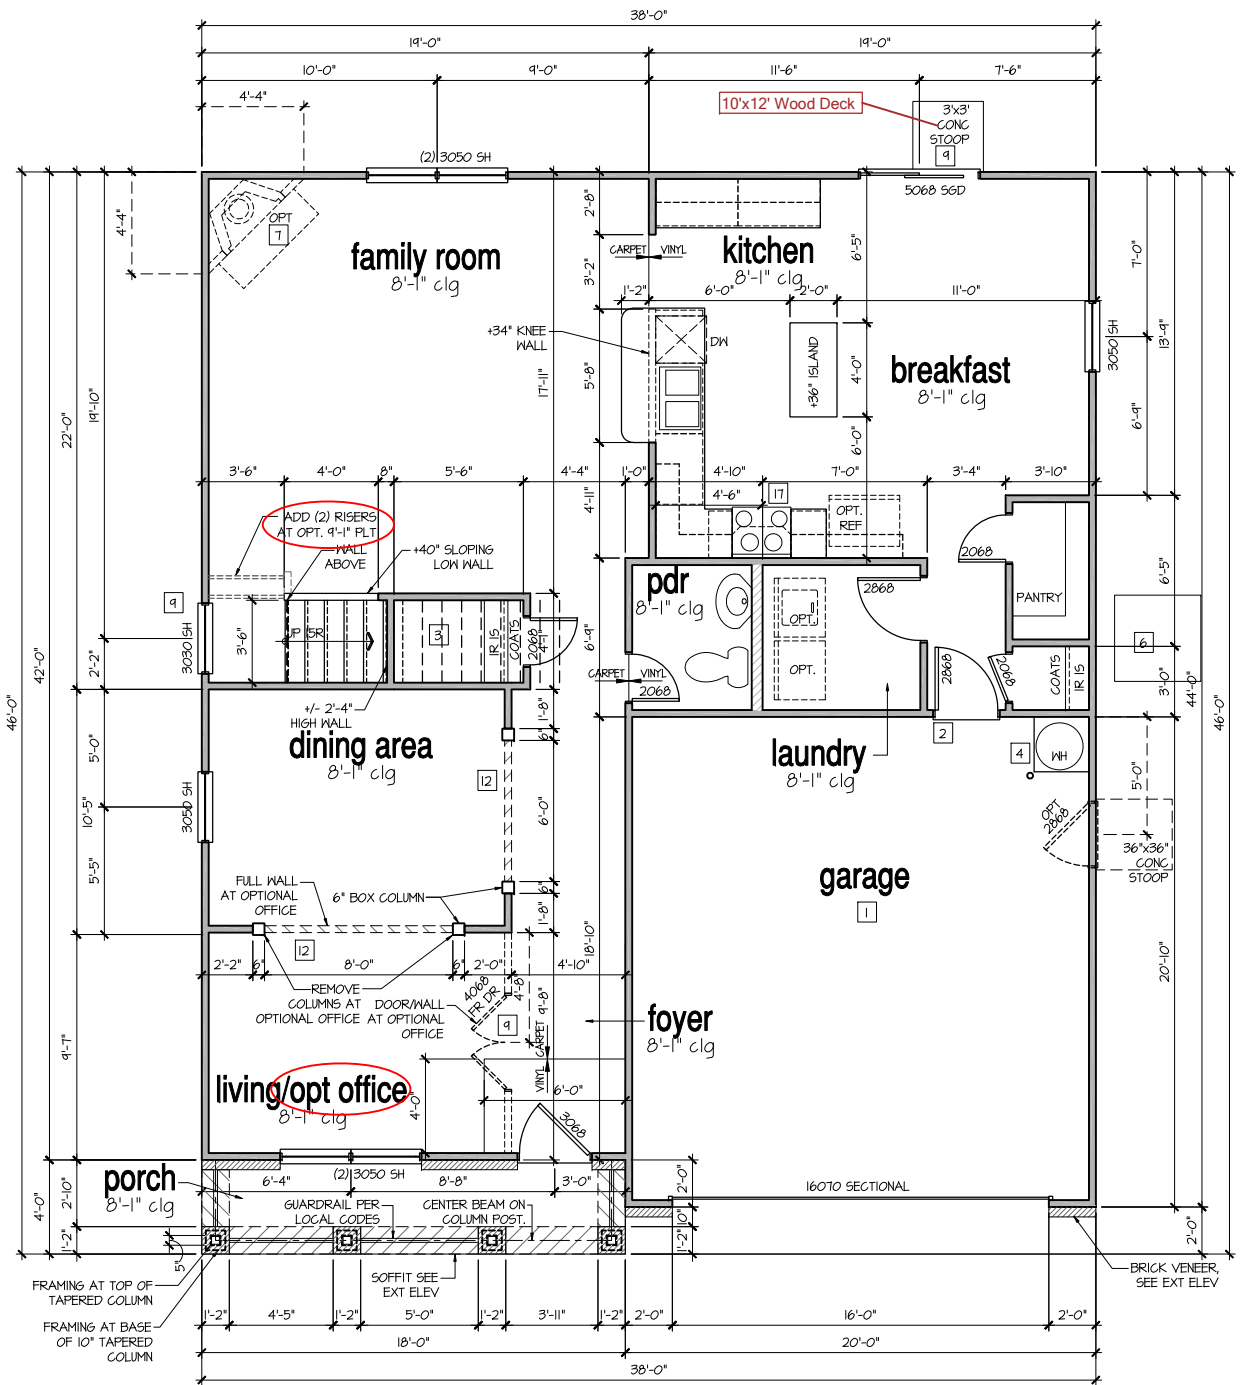 38'-0"
19'-0" 19'-0"
10'-0" 9'-0" 11'-6" 7'-6"
4'-4"
10'x12' Wood Deck
3'x3'
CONC
STOOP
9
(2) 3050 SH
5068 SGD
4'-4"
OPT
7
family room
8'-1" clg
2'-8"
CARPET VINYL
kitchen
8'-1" clg
6'-5"
7'-0"
3'-2"
1'-2" 6'-0" 2'-0" 11'-0"
+34" KNEE
WALL
DW
+36" ISLAND
4'-0"
breakfast
8'-1" clg
3050 SH
13'-9"
5'-8"
17'-11"
19'-10"
22'-0"
6'-9"
6'-0"
3'-6" 4'-0" 8" 5'-6" 4'-4" 1'-0" 4'-10" 7'-0" 3'-4" 3'-10"
4'-6"
17
4'-11"
OPT.
REF
ADD (2) RISERS
AT OPT. 9'-1" PLT
WALL
ABOVE
+40" SLOPING
LOW WALL
2068
6'-5"
pdr
8'-1" clg
2868
PANTRY
9
3030 SH
3'-6"
UP 15R
3
1R 1S
COATS
2068
4'-1"
6'-9"
OPT.
OPT.
6
42'-0"
46'-0"
2'-2"
CARPET VINYL
2068
2868
2068
COATS
1R 1S
3'-0"
44'-0"
46'-0"
+/- 2'-4"
HIGH WALL
1'-8"
6"
dining area
8'-1" clg
2
4
WH
laundry
8'-1" clg
5'-0"
5'-0"
3050 SH
10'-5"
12
6'-0"
OPT
2868
36"x36"
CONC
STOOP
5'-5"
FULL WALL
AT OPTIONAL
OFFICE
6" BOX COLUMN
6"
1'-8"
garage
1
12
18'-10"
2'-2" 6" 8'-0" 6" 2'-0" 4'-10"
20'-10"
REMOVE
COLUMNS AT
OPTIONAL OFFICE
DOOR/WALL
AT OPTIONAL
OFFICE
4068
FR DR
4'-8"
9'-8"
9
CARPET
VINYL
foyer
8'-1" clg
9'-7"
living/opt office
8'-1" clg
4'-0"
6'-0"
3068
(2) 3050 SH
porch
8'-1" clg
6'-4" 8'-8" 3'-0"
2'-0"
16070 SECTIONAL
4'-0"
2'-10"
GUARDRAIL PER
LOCAL CODES
CENTER BEAM ON
COLUMN POST.
10"
1'-2"
1'-2"
2'-0"
5"
SOFFIT SEE
EXT ELEV
BRICK VENEER,
SEE EXT ELEV
FRAMING AT TOP OF
TAPERED COLUMN
FRAMING AT BASE
OF 10" TAPERED
COLUMN
1'-2" 4'-5" 1'-2" 5'-0" 1'-2" 3'-11" 1'-2" 2'-0" 16'-0" 2'-0"
18'-0" 20'-0"
38'-0"